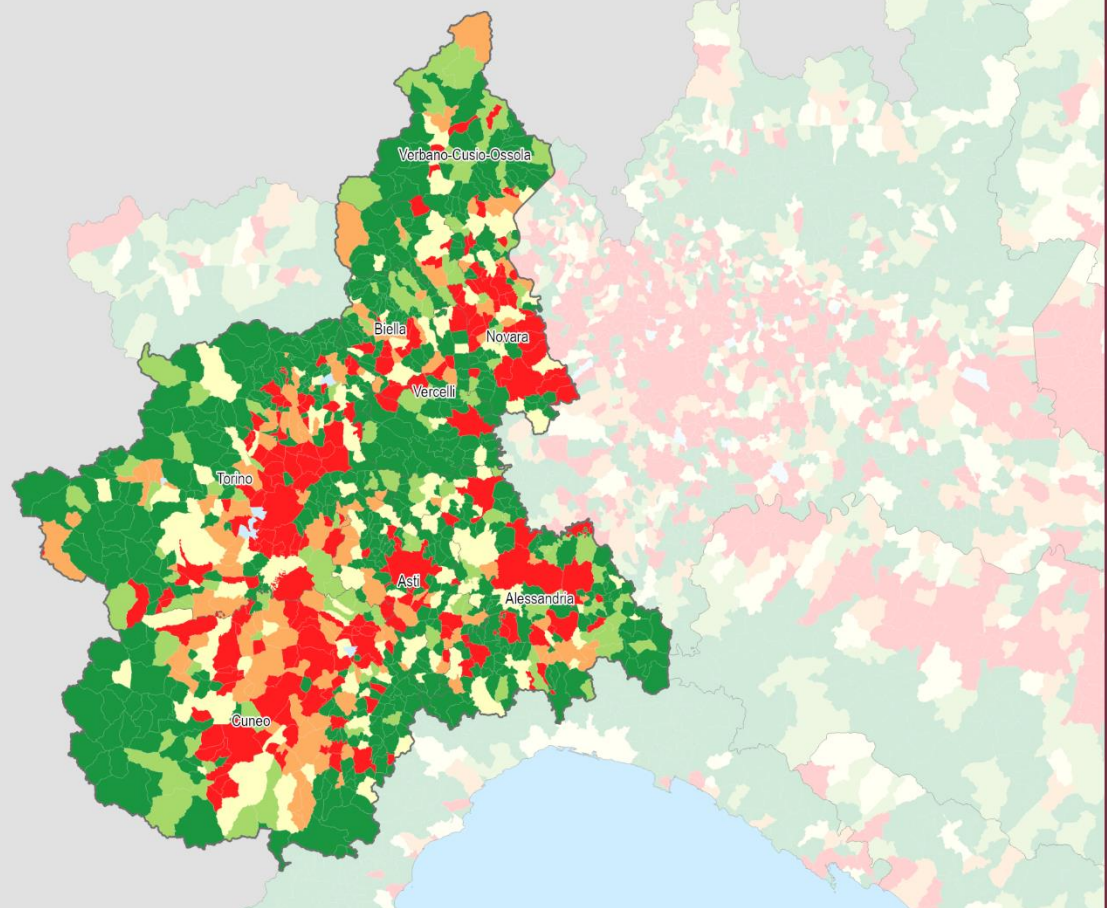 Verbano-Cusio-Ossola
Biella
Novara
Vercelli
Torino
Asti
Alessandria
Cuneo